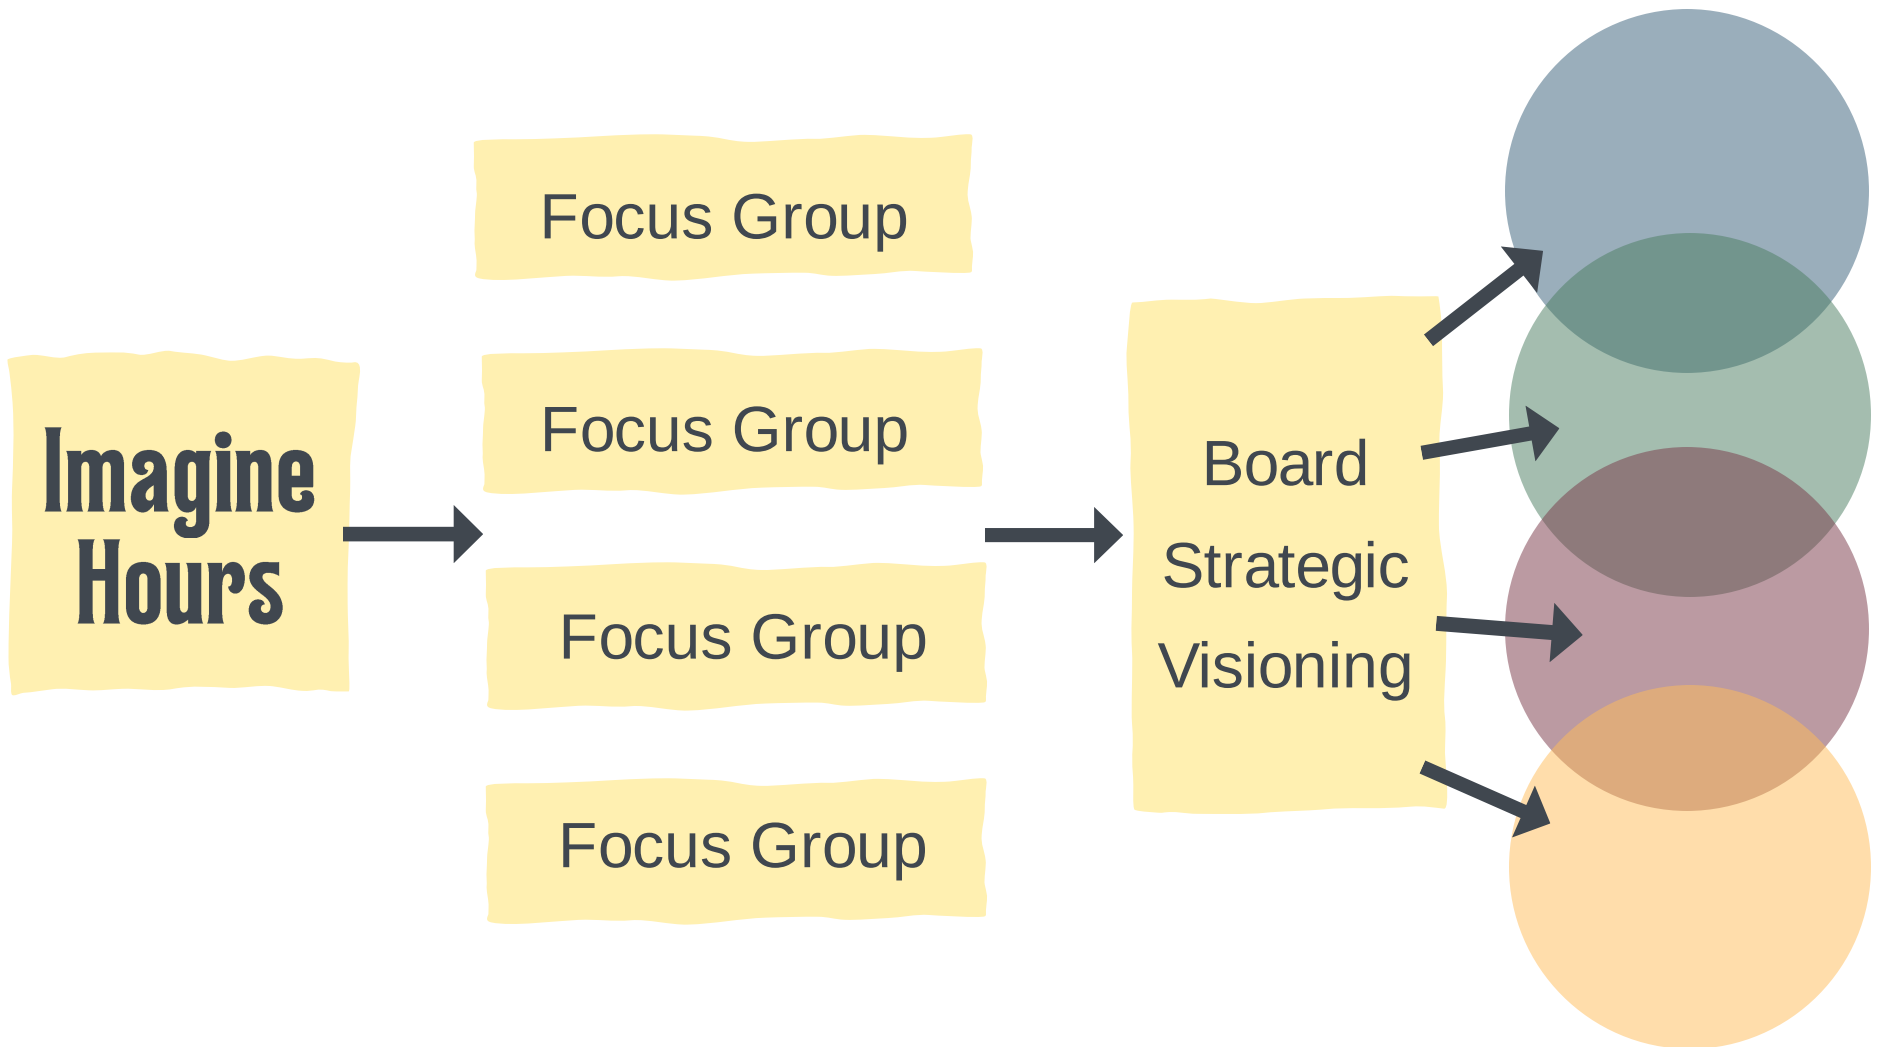 Imagine
Hours
Focus Group
Focus Group
Focus Group
Focus Group
Board
Strategic
Visioning